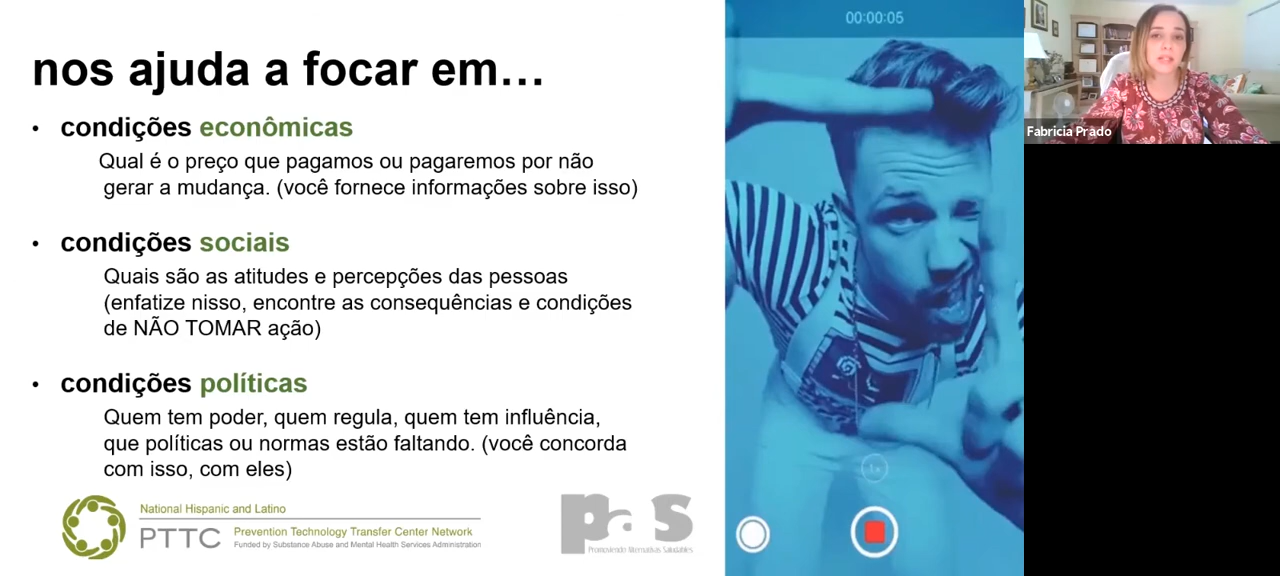 nos ajuda a focar em…
• condições econômicas
Qual é o preço que pagamos ou pagaremos por não
gerar a mudança. (você fornece informações sobre isso)
• condições sociais
Quais são as atitudes e percepções das pessoas
(enfatize nisso, encontre as consequências e condições
de NÃO TOMAR ação)
• condições políticas
Quem tem poder, quem regula, quem tem influência,
que políticas ou normas estão faltando. (você concorda
com isso, com eles)
National Hispanic and Latino
PTTC Prevention Technology Transfer Center Network
Funded by Substance Abuse and Mental Health Services Administration
pas
Promoviendo Alternativas Saludables
00:00:05
1x
Fabricia Prado